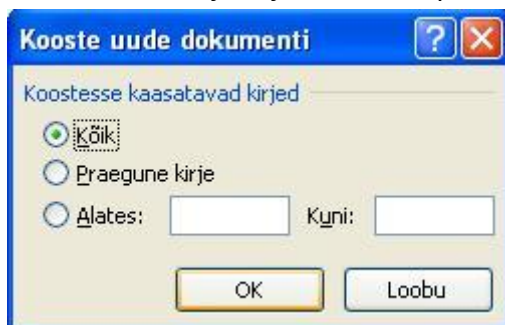 Kooste uude dokumenti
Koostesse kaasatavad kirjed
Kõik
Praegune kirje
Alates: Kuni:
OK Loobu